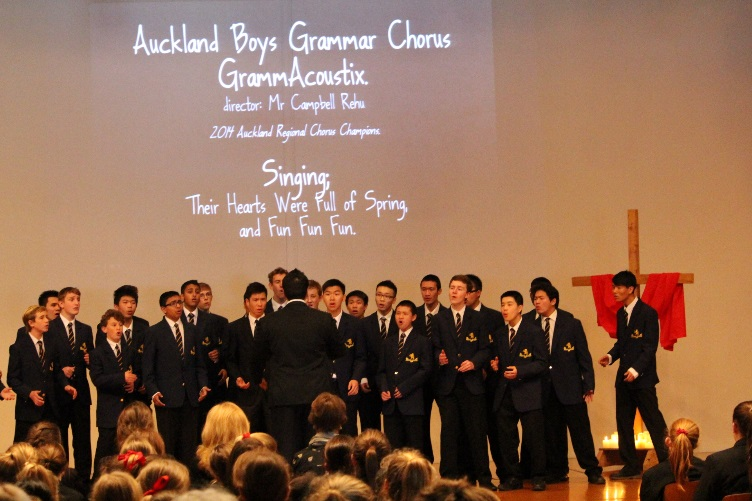 Auckland Boys Grammar Chorus
GrammAcoustix.
director: Mr Campbell Rehu
2014 Auckland Regional Chorus Champions.
Singing;
Their Hearts Were Full of Spring,
and Fun Fun Fun.